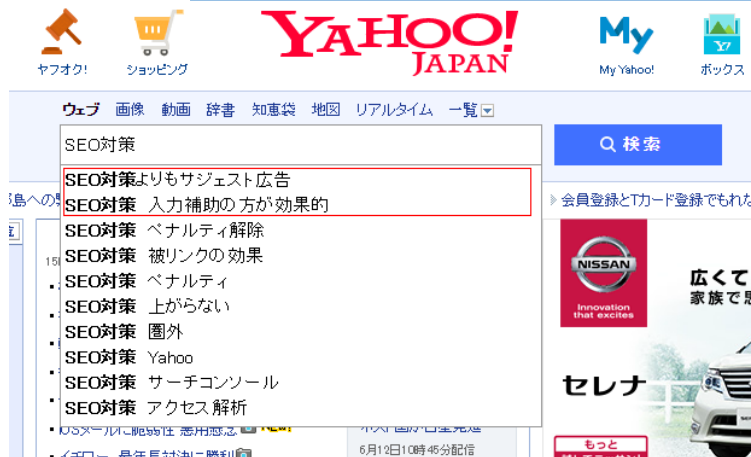 YAHOO!
JAPAN
ヤフオク!
ショッピング
My
My Yahoo!
Y7
ボックス
ウェブ 画像 動画 辞書 知恵袋 地図 リアルタイム 一覧
SEO対策
検索
SEO対策よりもサジェスト広告
SEO対策 入力補助の方が効果的
SEO対策 ペナルティ解除
SEO対策 被リンクの効果
SEO対策 ペナルティ
SEO対策 上がらない
SEO対策 圏外
SEO対策 Yahoo
SEO対策 サーチコンソール
SEO対策 アクセス解析
会員登録とTカード登録でもれな
NISSAN
Innovation
that excites
広くて
家族で思
セレナ
もっと
6月12日10時45分配信